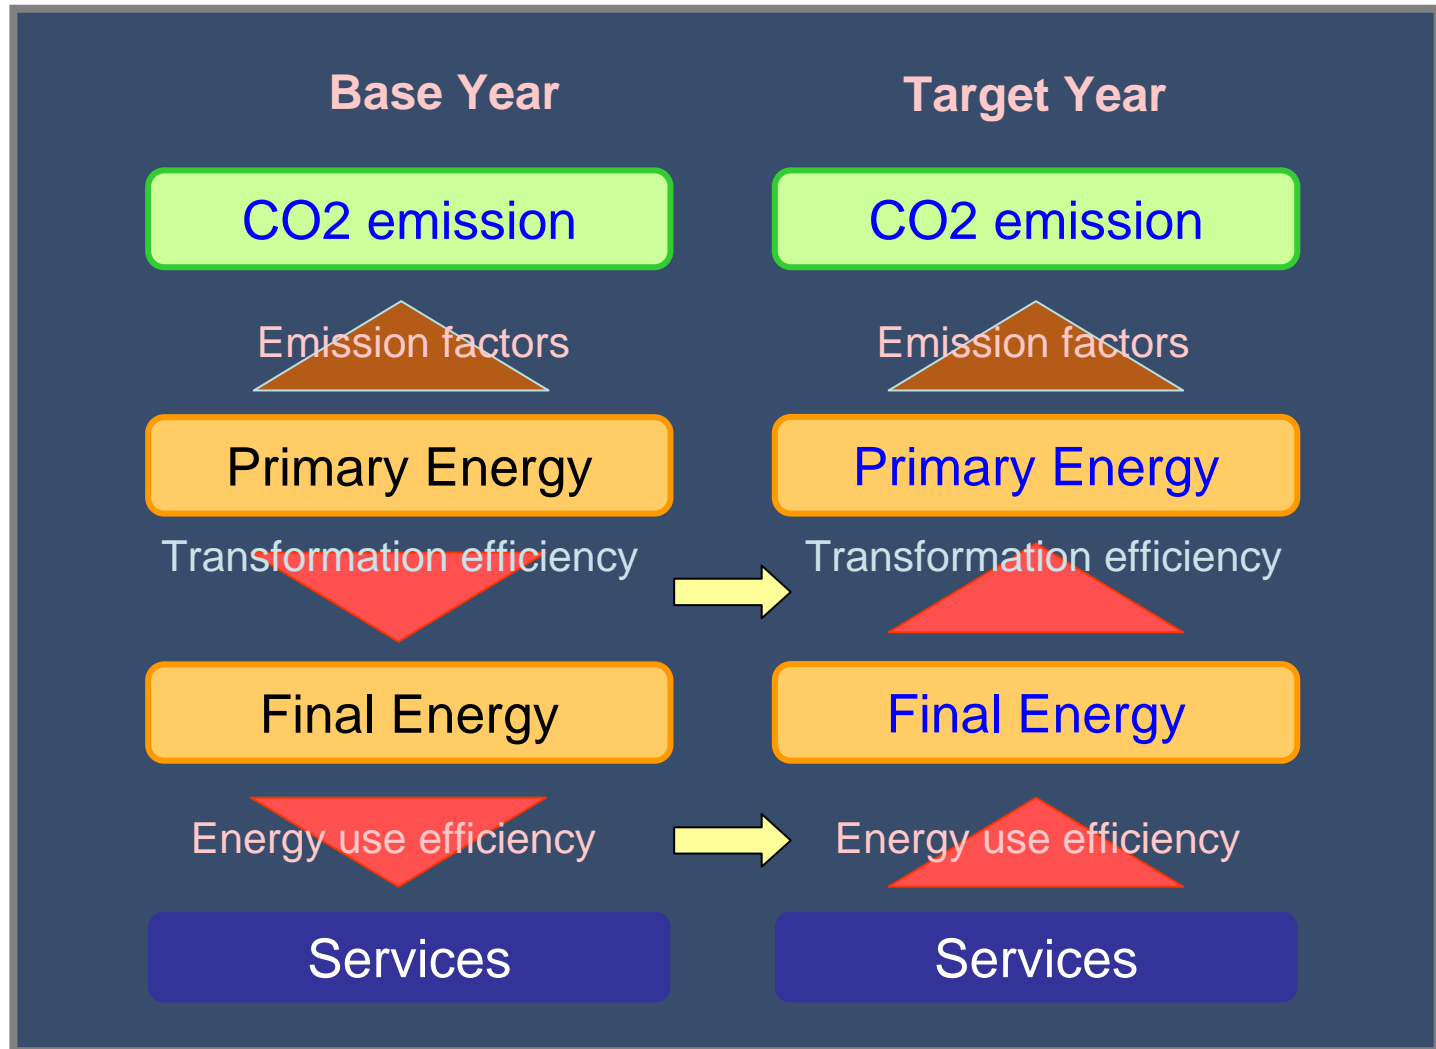 Base Year
Target Year
CO2 emission
CO2 emission
Emission factors
Emission factors
Primary Energy
Primary Energy
Transformation efficiency
Transformation efficiency
Final Energy
Final Energy
Energy use efficiency
Energy use efficiency
Services
Services